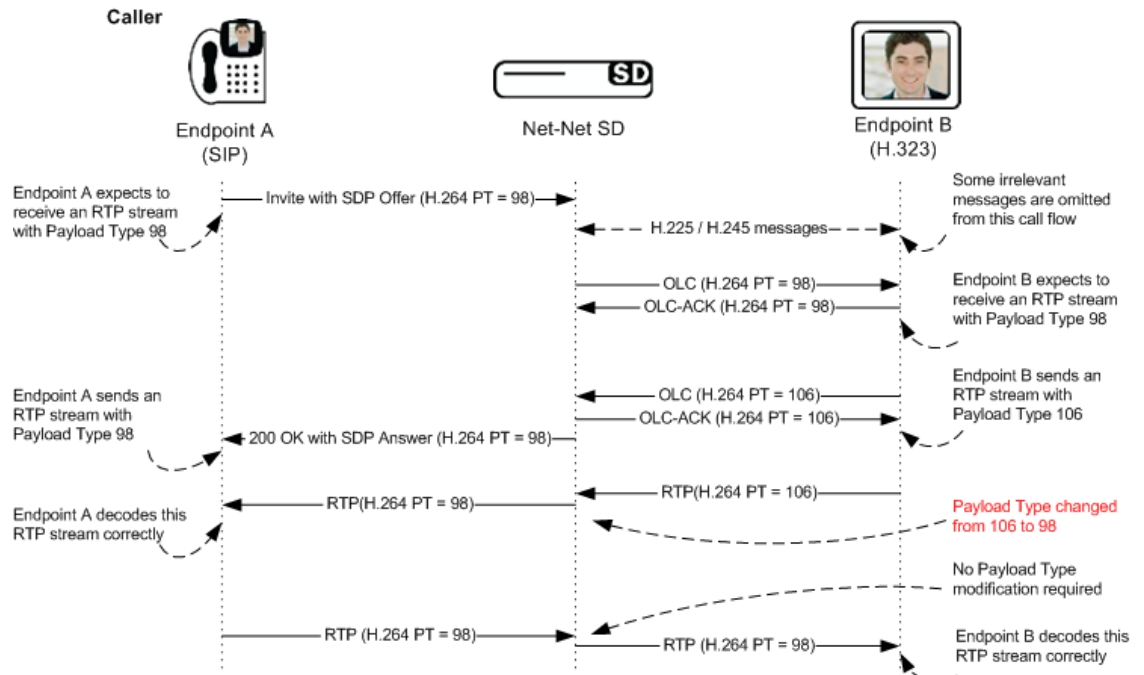 Caller
SD
Endpoint A
(SIP)
Net-Net SD
Endpoint B
(H.323)
Endpoint A expects to
receive an RTP stream
with Payload Type 98
Invite with SDP Offer (H.264 PT = 98)
Some irrelevant
messages are omitted
from this call flow
H.225 / H.245 messages
OLC (H.264 PT = 98)
OLC-ACK (H.264 PT = 98)
Endpoint B expects to
receive an RTP stream
with Payload Type 98
Endpoint A sends an
RTP stream with
Payload Type 98
OLC (H.264 PT = 106)
OLC-ACK (H.264 PT = 106)
Endpoint B sends an
RTP stream with
Payload Type 106
200 OK with SDP Answer (H.264 PT = 98)
RTP(H.264 PT = 106)
RTP(H.264 PT = 98)
Endpoint A decodes this
RTP stream correctly
Payload Type changed
from 106 to 98
No Payload Type
modification required
RTP (H.264 PT = 98)
RTP (H.264 PT = 98)
Endpoint B decodes this
RTP stream correctly